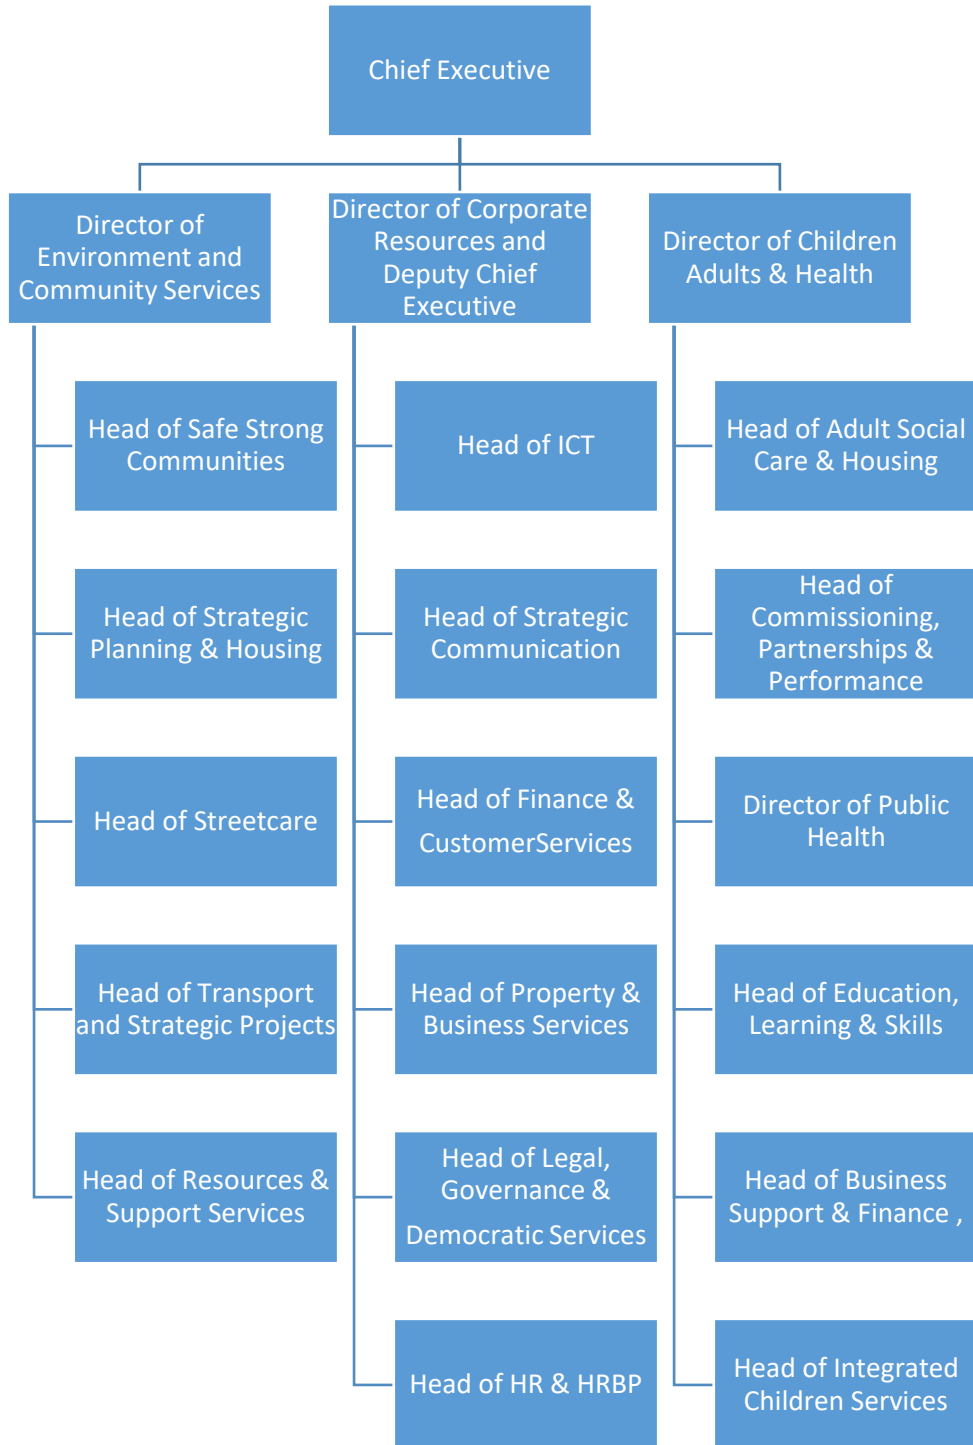 Chief Executive
Director of
Environment and
Community Services
Director of Corporate
Resources and
Deputy Chief
Executive
Director of Children
Adults & Health
Head of Safe Strong
Communities
Head of ICT
Head of Adult Social
Care & Housing
Head of Strategic
Planning & Housing
Head of Strategic
Communication
Head of
Commissioning,
Partnerships &
Performance
Head of Streetcare
Head of Finance &
CustomerServices
Director of Public
Health
Head of Transport
and Strategic Projects
Head of Property &
Business Services
Head of Education,
Learning & Skills
Head of Resources &
Support Services
Head of Legal,
Governance &
Democratic Services
Head of Business
Support & Finance ,
Head of HR & HRBP
Head of Integrated
Children Services